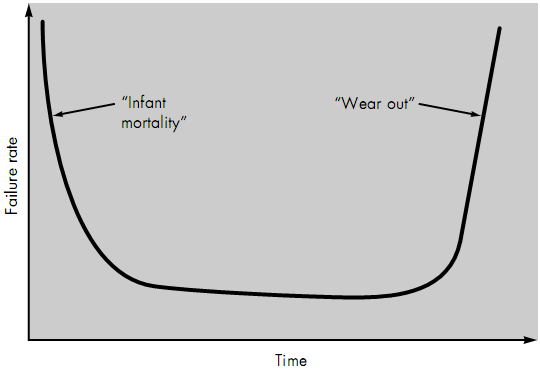 “Infant
mortality”
“Wear out”
Failure rate
Time